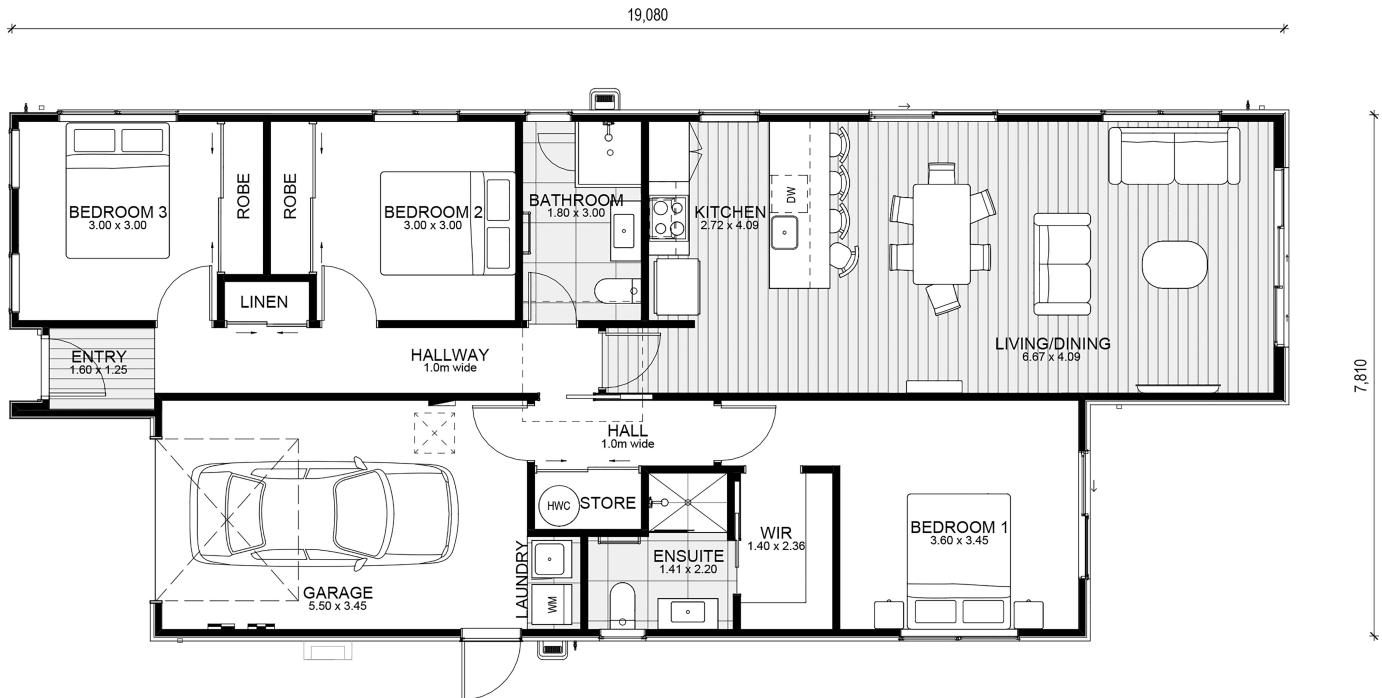 19,080
BEDROOM 3
3.00 x 3.00
ROBE
ROBE
BEDROOM 2
3.00 x 3.00
BATHROOM
1.80 x 3.00
KITCHEN
2.72 x 4.09
DW
LINEN
ENTRY
1.60 x 1.25
HALLWAY
1.0m wide
LIVING/DINING
6.67 x 4.09
7,810
HALL
1.0m wide
HWC
STORE
WIR
1.40 x 2.36
BEDROOM 1
3.60 x 3.45
ENSUITE
1.41 x 2.20
LAUNDRY
WM
GARAGE
5.50 x 3.45